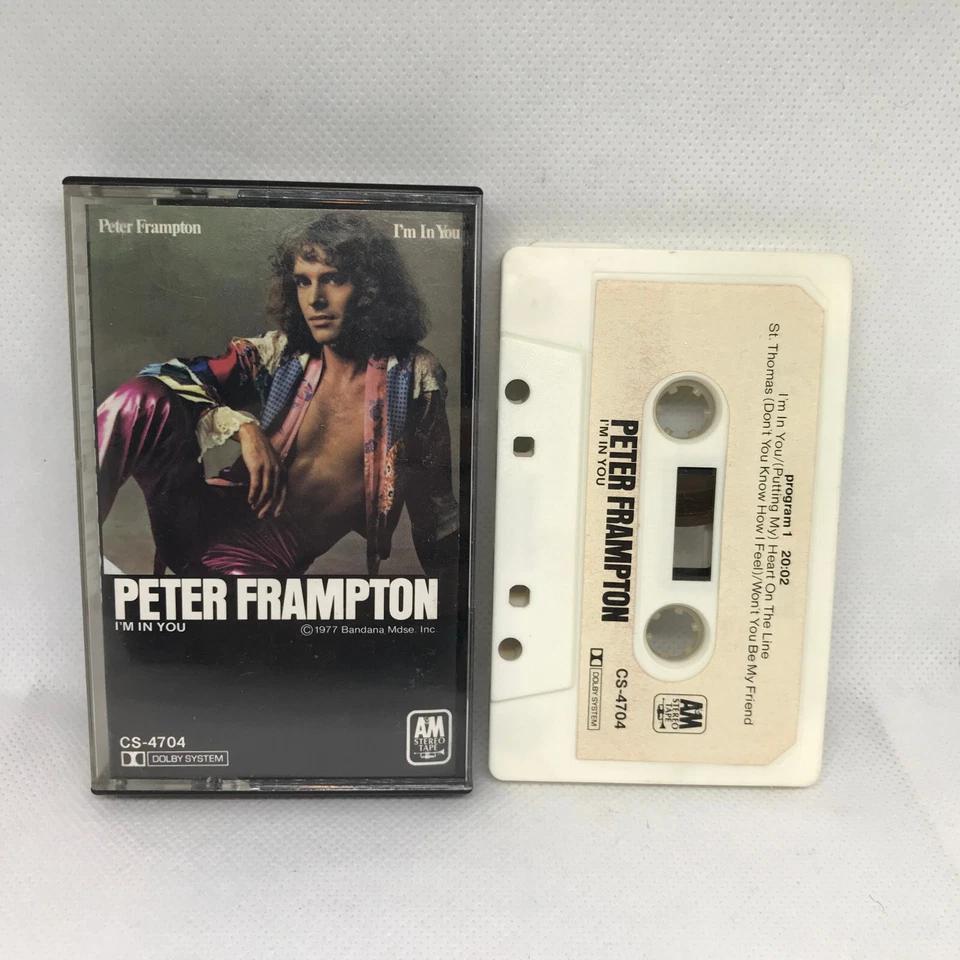 Peter Frampton
I'm In You
PETER FRAMPTON
I'M IN YOU
©1977 Bandana Mdse. Inc.
CS-4704
DOLBY SYSTEM
A&M
STEREO
TAPE
program 1 20:02
I'm In You/(Putting My) Heart On The Line
St. Thomas (Don't You Know How I Feel)/Won't You Be My Friend
PETER FRAMPTON
I'M IN YOU
CS-4704
DOLBY SYSTEM
A&M
STEREO
TAPE